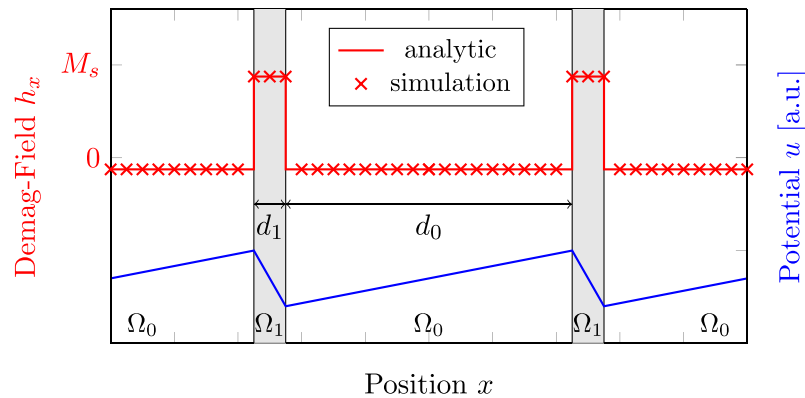 analytic
simulation
M_s
0
Demag-Field h_x
Potential u [a.u.]
d_1
d_0
Ω_0
Ω_1
Ω_0
Ω_1
Ω_0
Position x